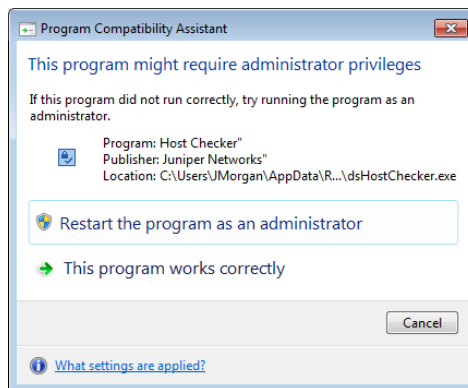 Program Compatibility Assistant
This program might require administrator privileges
If this program did not run correctly, try running the program as an
administrator.
Program: Host Checker"
Publisher: Juniper Networks"
Location: C:\Users\JMorgan\AppData\R...\dsHostChecker.exe
Restart the program as an administrator
This program works correctly
Cancel
What settings are applied?